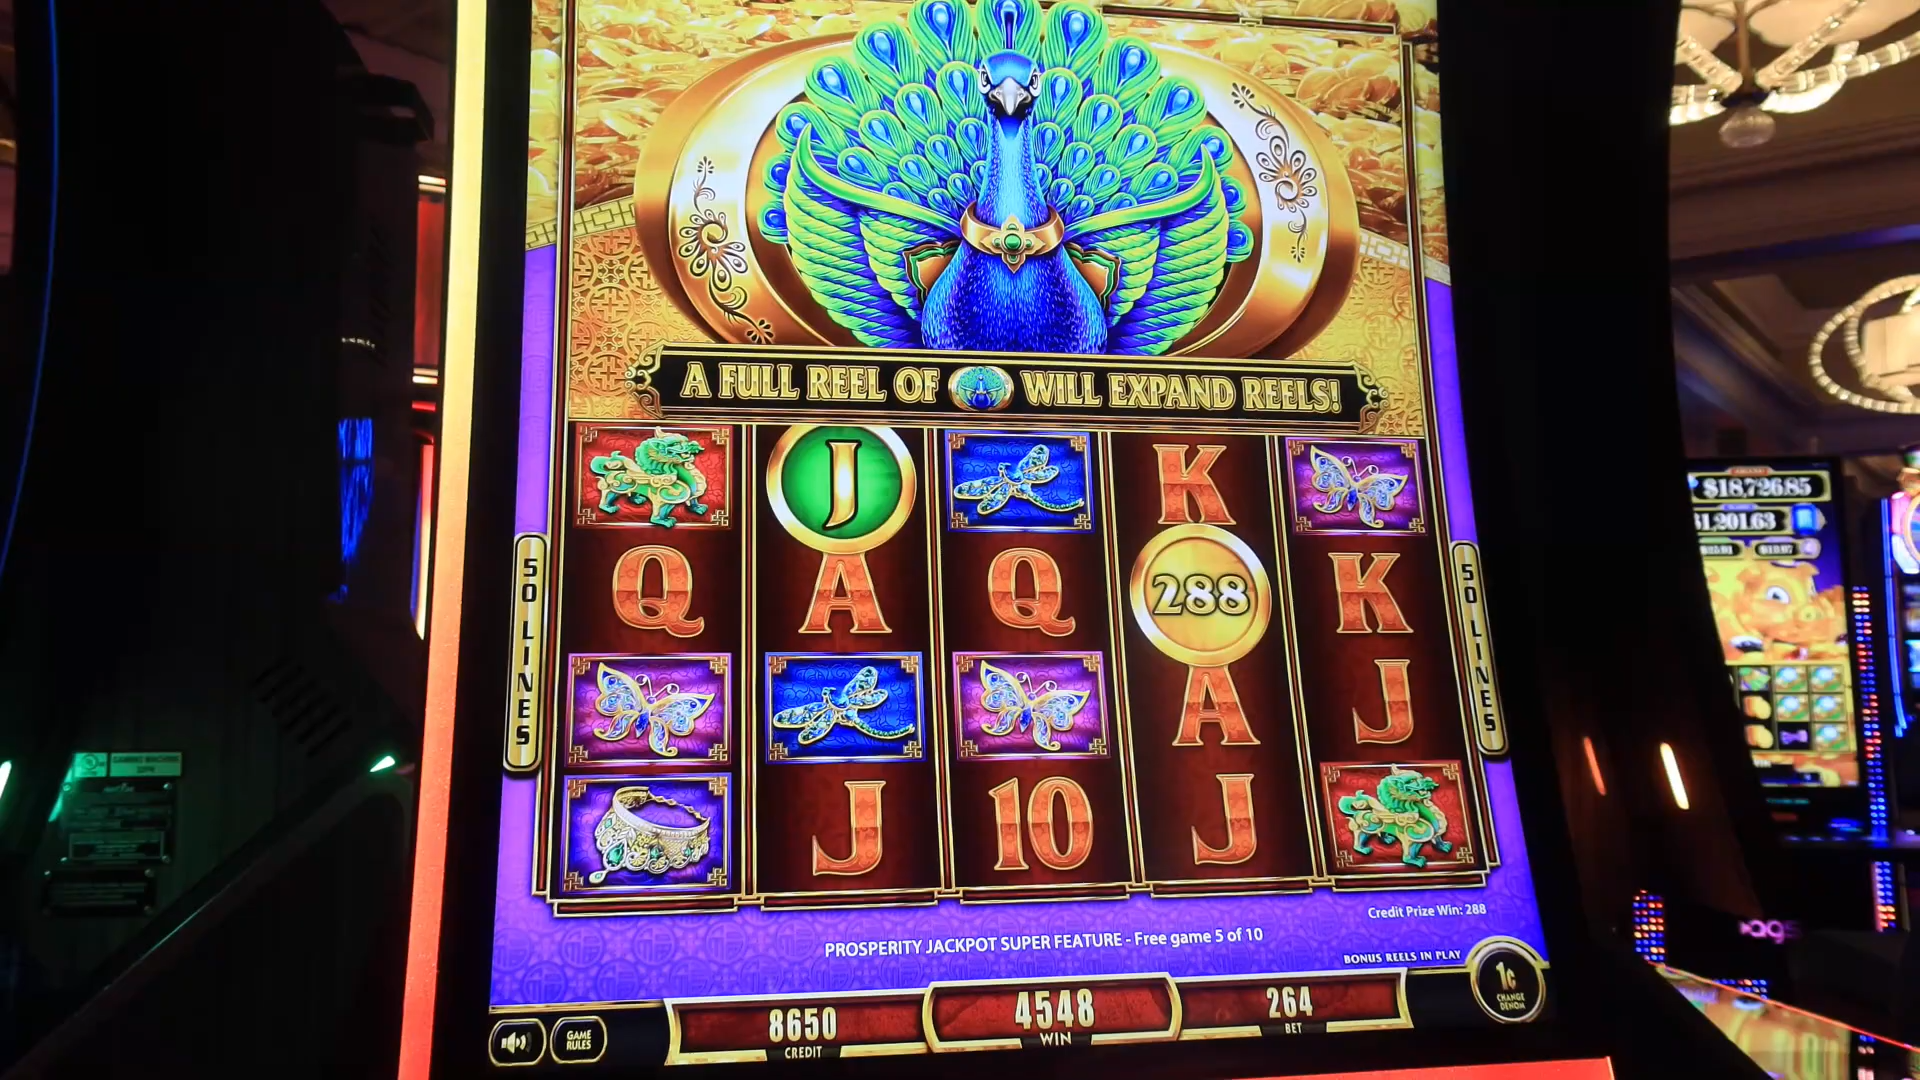 A FULL REEL OF WILL EXPAND REELS!
J
K
Q
A
Q
288
K
A
J
J
10
J
50 LINES
50 LINES
Credit Prize Win: 288
PROSPERITY JACKPOT SUPER FEATURE - Free game 5 of 10
BONUS REELS IN PLAY
1¢
CHANGE
DENOM
GAME
RULES
8650
CREDIT
4548
WIN
264
BET
$18,726.85
$1,201.63
ags